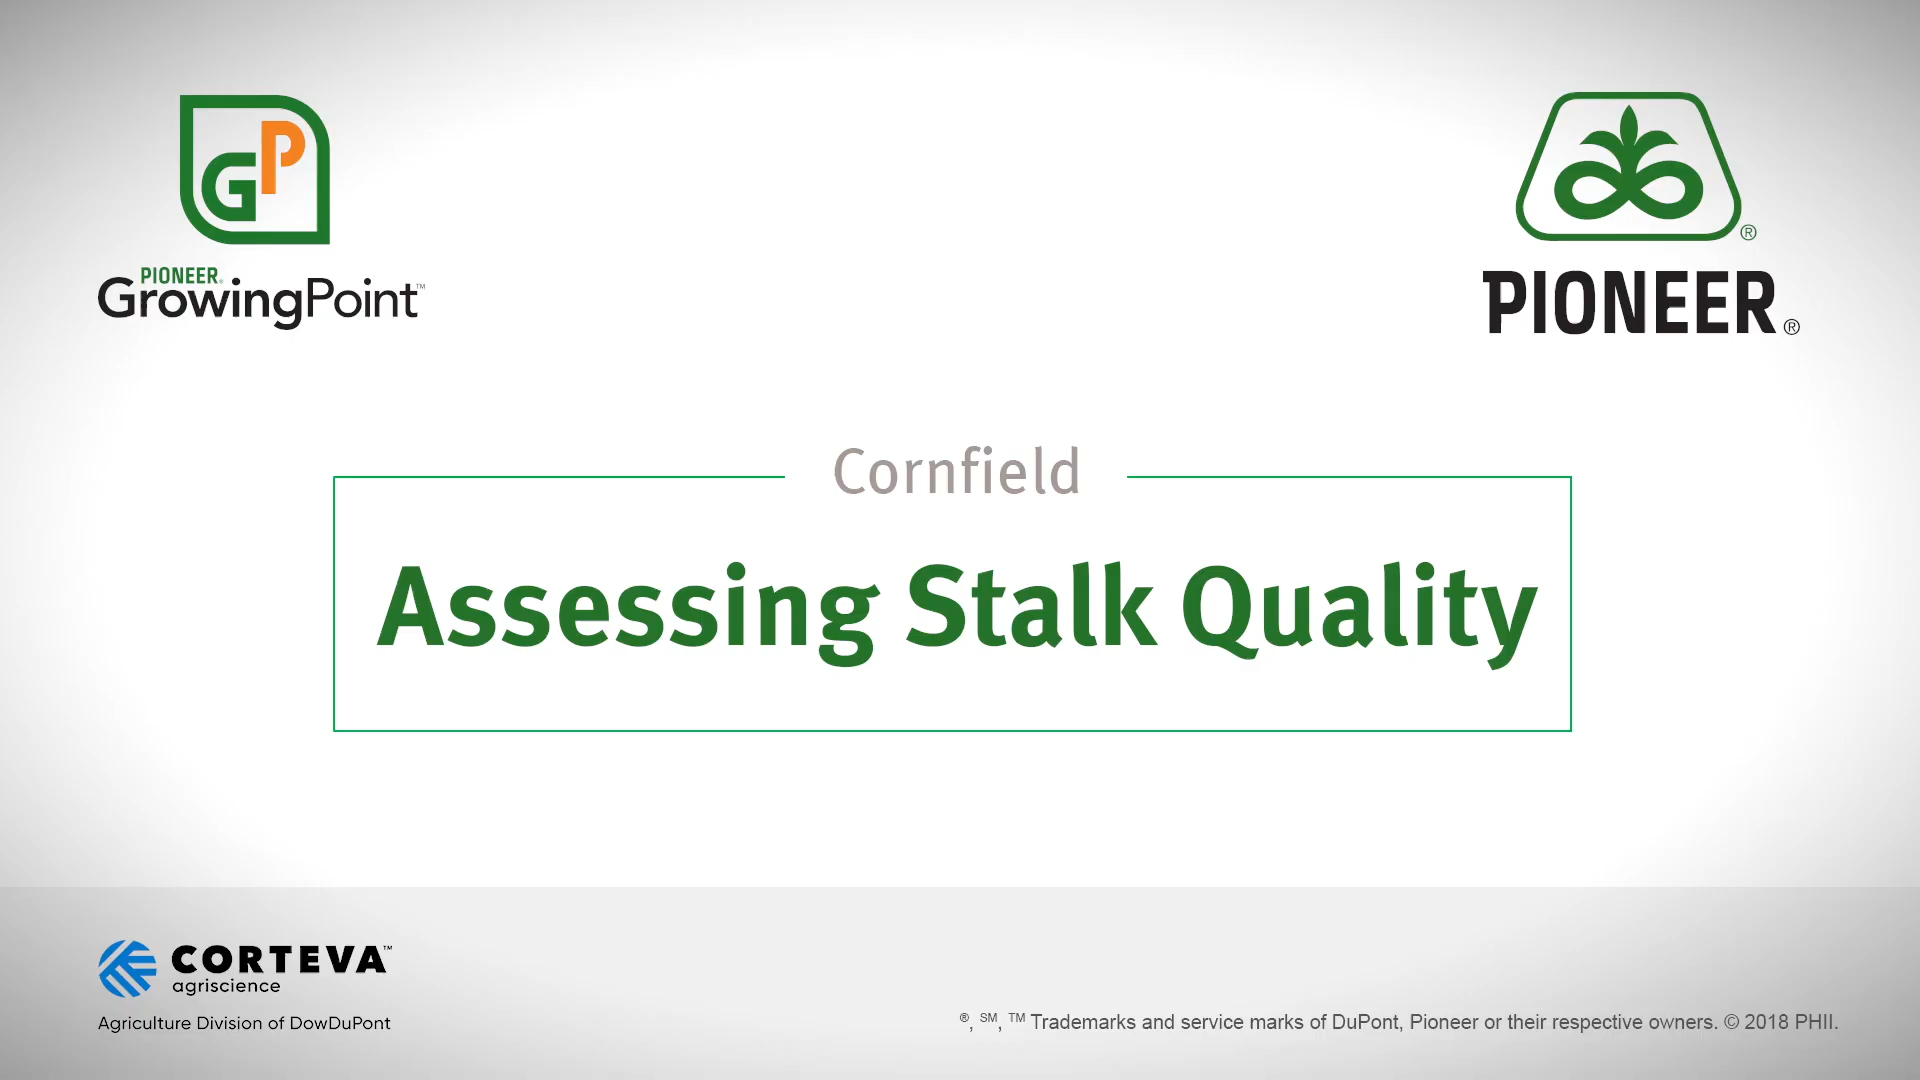 GP
PIONEER®
GrowingPoint™
®
PIONEER®
Cornfield
Assessing Stalk Quality
CORTEVA™
agriscience
Agriculture Division of DowDuPont
®, SM, TM Trademarks and service marks of DuPont, Pioneer or their respective owners. © 2018 PHII.